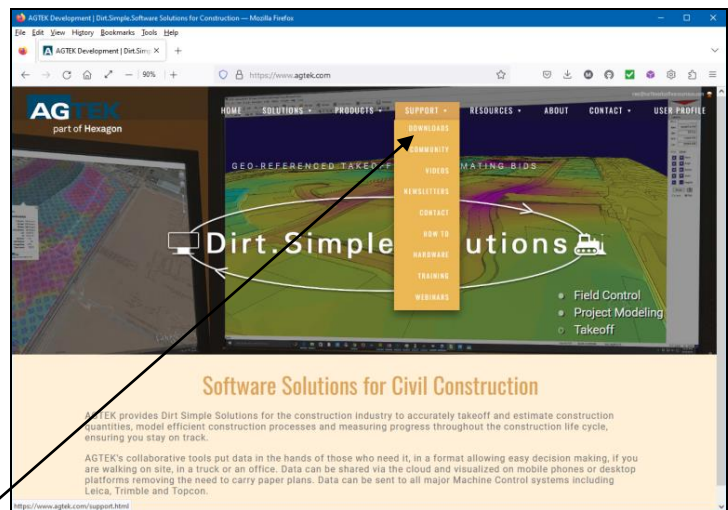 AGTEK Development | Dirt.Simple.Software Solutions for Construction — Mozilla Firefox
File Edit View History Bookmarks Tools Help
AGTEK Development | Dirt.Simp
90%
https://www.agtek.com
AGTEK
part of Hexagon
HOME SOLUTIONS PRODUCTS SUPPORT RESOURCES ABOUT CONTACT USER PROFILE
DOWNLOADS
COMMUNITY
VIDEOS
NEWSLETTERS
CONTACT
HOW TO
HARDWARE
TRAINING
WEBINARS
GEO-REFERENCED MATING BIDS
Dirt.Simple utions
Field Control
Project Modeling
Takeoff
Software Solutions for Civil Construction
AGTEK provides Dirt Simple Solutions for the construction industry to accurately takeoff and estimate construction
quantities, model efficient construction processes and measuring progress throughout the construction life cycle,
ensuring you stay on track.
AGTEK's collaborative tools put data in the hands of those who need it, in a format allowing easy decision making, if you
are walking on site, in a truck or an office. Data can be shared via the cloud and visualized on mobile phones or desktop
platforms removing the need to carry paper plans. Data can be sent to all major Machine Control systems including
Leica, Trimble and Topcon.
https://www.agtek.com/support.html